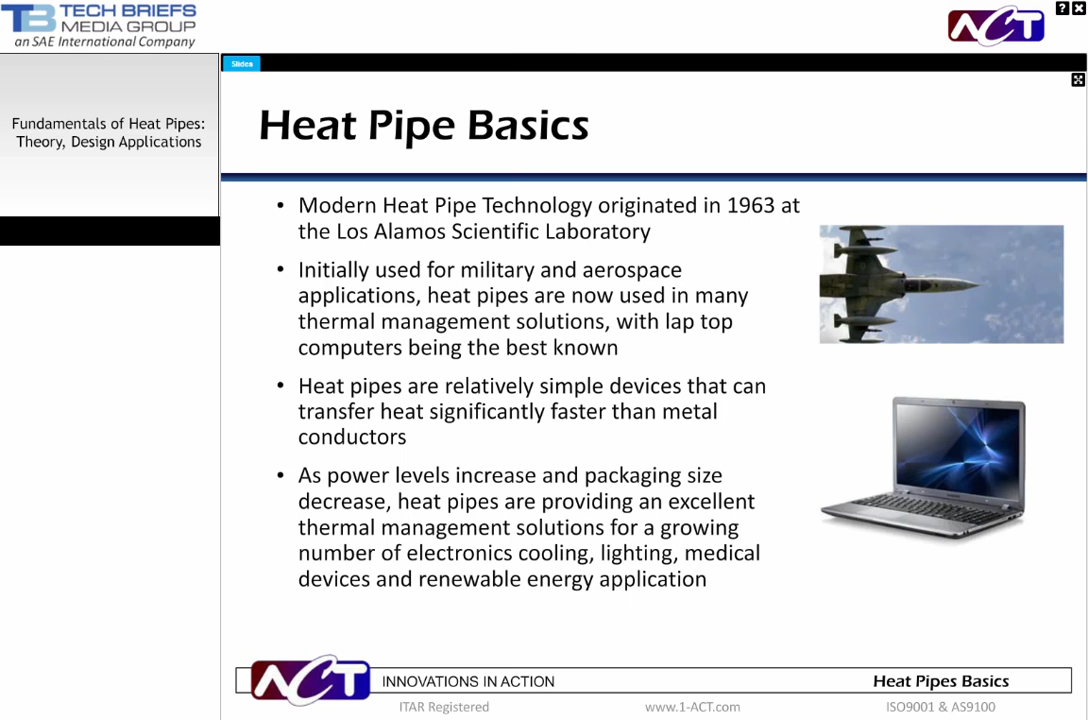 TB TECH BRIEFS
MEDIA GROUP
an SAE International Company
ACT
? 
Slides
Fundamentals of Heat Pipes:
Theory, Design Applications
Heat Pipe Basics
• Modern Heat Pipe Technology originated in 1963 at
the Los Alamos Scientific Laboratory
• Initially used for military and aerospace
applications, heat pipes are now used in many
thermal management solutions, with lap top
computers being the best known
• Heat pipes are relatively simple devices that can
transfer heat significantly faster than metal
conductors
• As power levels increase and packaging size
decrease, heat pipes are providing an excellent
thermal management solutions for a growing
number of electronics cooling, lighting, medical
devices and renewable energy application
ACT INNOVATIONS IN ACTION Heat Pipes Basics
ITAR Registered www.1-ACT.com ISO9001 & AS9100